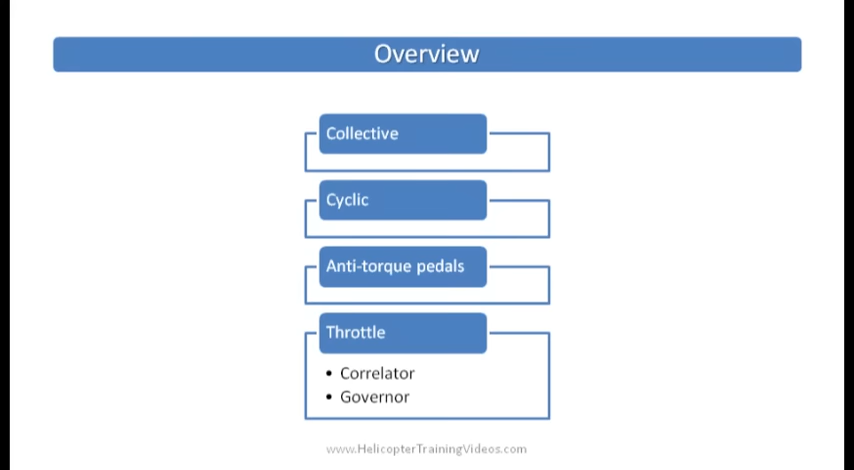 Overview
Collective
Cyclic
Anti-torque pedals
Throttle
• Correlator
• Governor
www.HelicopterTrainingVideos.com